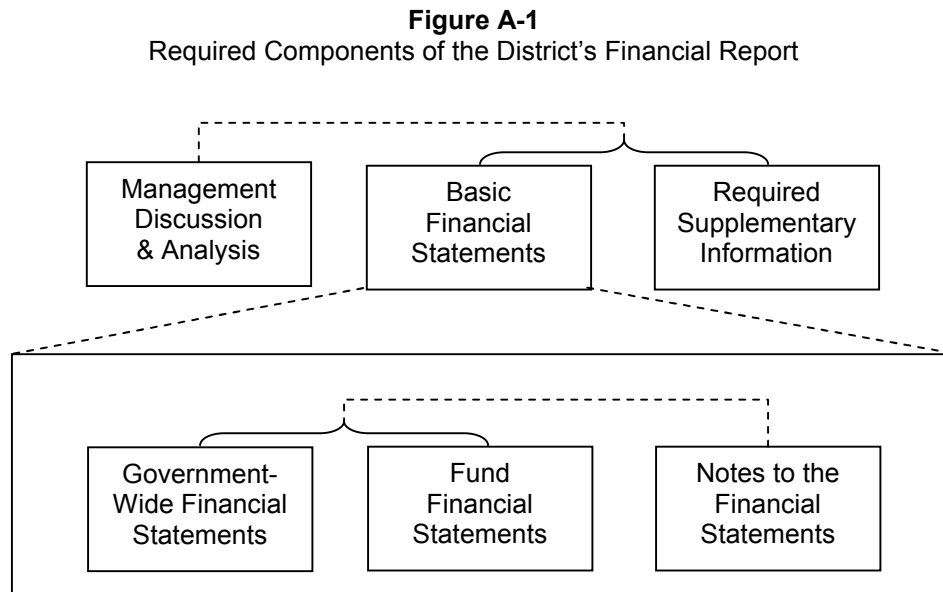 Figure A-1
Required Components of the District’s Financial Report
Management
Discussion
& Analysis
Basic
Financial
Statements
Required
Supplementary
Information
Government-
Wide Financial
Statements
Fund
Financial
Statements
Notes to the
Financial
Statements